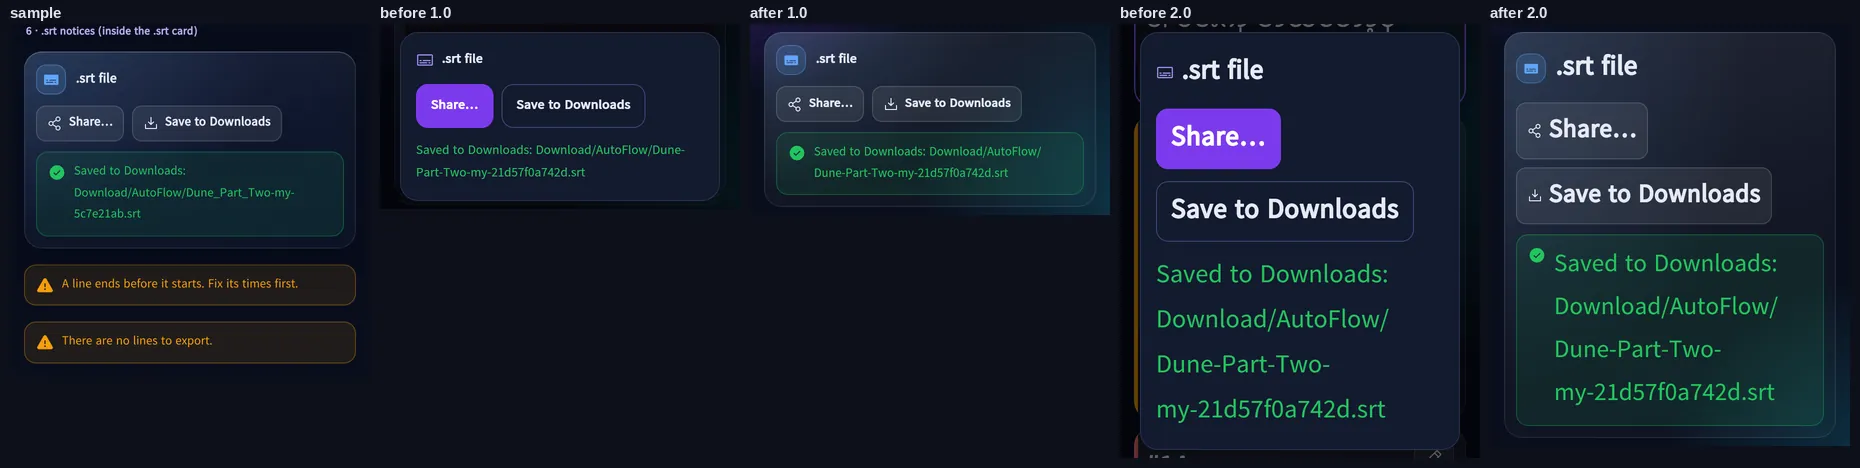 sample
6 · .srt notices (inside the .srt card)
.srt file
Share...
Save to Downloads
Saved to Downloads:
Download/AutoFlow/Dune_Part_Two-my-
5c7e21ab.srt
A line ends before it starts. Fix its times first.
There are no lines to export.
before 1.0
.srt file
Share...
Save to Downloads
Saved to Downloads: Download/AutoFlow/Dune-
Part-Two-my-21d57f0a742d.srt
after 1.0
.srt file
Share...
Save to Downloads
Saved to Downloads: Download/AutoFlow/
Dune-Part-Two-my-21d57f0a742d.srt
before 2.0
.srt file
Share...
Save to Downloads
Saved to Downloads:
Download/AutoFlow/
Dune-Part-Two-
my-21d57f0a742d.srt
after 2.0
.srt file
Share...
Save to Downloads
Saved to Downloads:
Download/AutoFlow/
Dune-Part-Two-
my-21d57f0a742d.srt